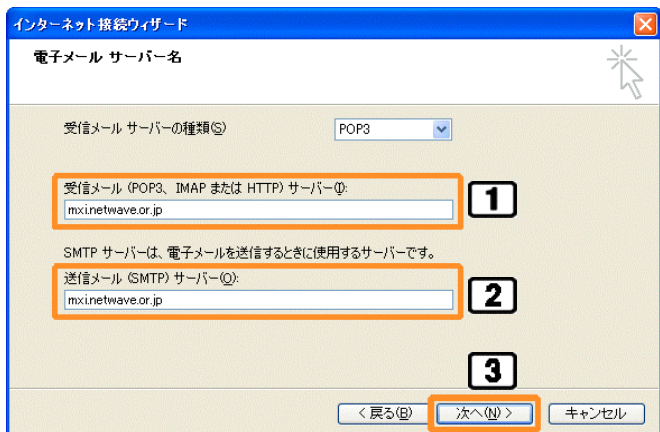 インターネット接続ウィザード
電子メール サーバー名
受信メール サーバーの種類(S)
POP3
受信メール (POP3、IMAP または HTTP) サーバー(I):
mxi.netwave.or.jp
1
SMTP サーバーは、電子メールを送信するときに使用するサーバーです。
送信メール (SMTP) サーバー(O):
mxi.netwave.or.jp
2
3
< 戻る(B)
次へ(N) >
キャンセル